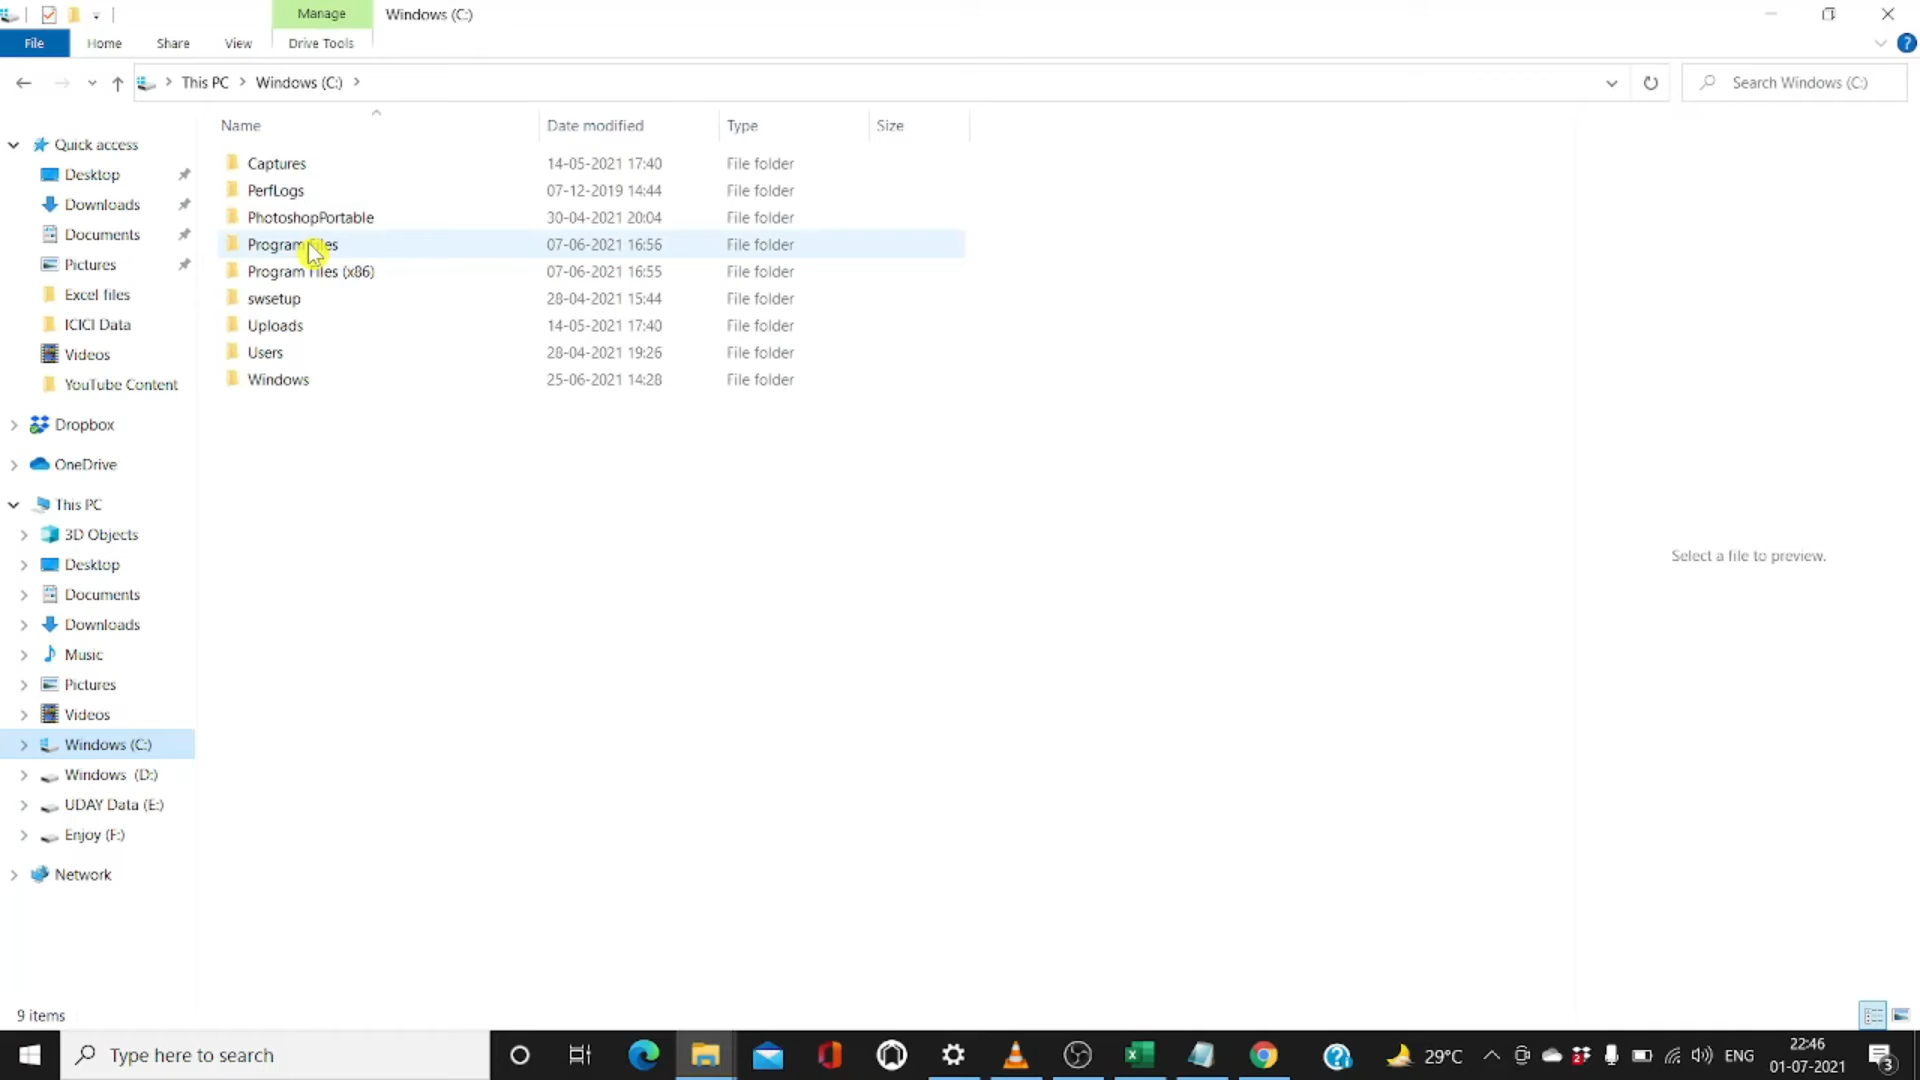 Manage
Windows (C:)
File
Home
Share
View
Drive Tools
This PC
Windows (C:)
Search Windows (C:)
Name
Date modified
Type
Size
Captures
14-05-2021 17:40
File folder
PerfLogs
07-12-2019 14:44
File folder
PhotoshopPortable
30-04-2021 20:04
File folder
Program Files
07-06-2021 16:56
File folder
Program Files (x86)
07-06-2021 16:55
File folder
swsetup
28-04-2021 15:44
File folder
Uploads
14-05-2021 17:40
File folder
Users
28-04-2021 19:26
File folder
Windows
25-06-2021 14:28
File folder
Quick access
Desktop
Downloads
Documents
Pictures
Excel files
ICICI Data
Videos
YouTube Content
Dropbox
OneDrive
This PC
3D Objects
Desktop
Documents
Downloads
Music
Pictures
Videos
Windows (C:)
Windows (D:)
UDAY Data (E:)
Enjoy (F:)
Network
Select a file to preview.
9 items
Type here to search
29°C
ENG
22:46
01-07-2021
3